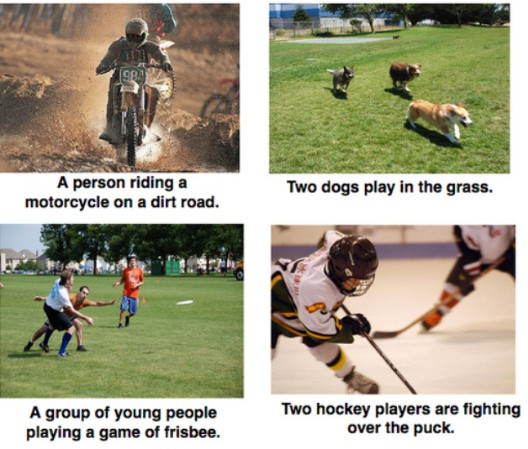 98
A person riding a
motorcycle on a dirt road.
Two dogs play in the grass.
A group of young people
playing a game of frisbee.
Two hockey players are fighting
over the puck.